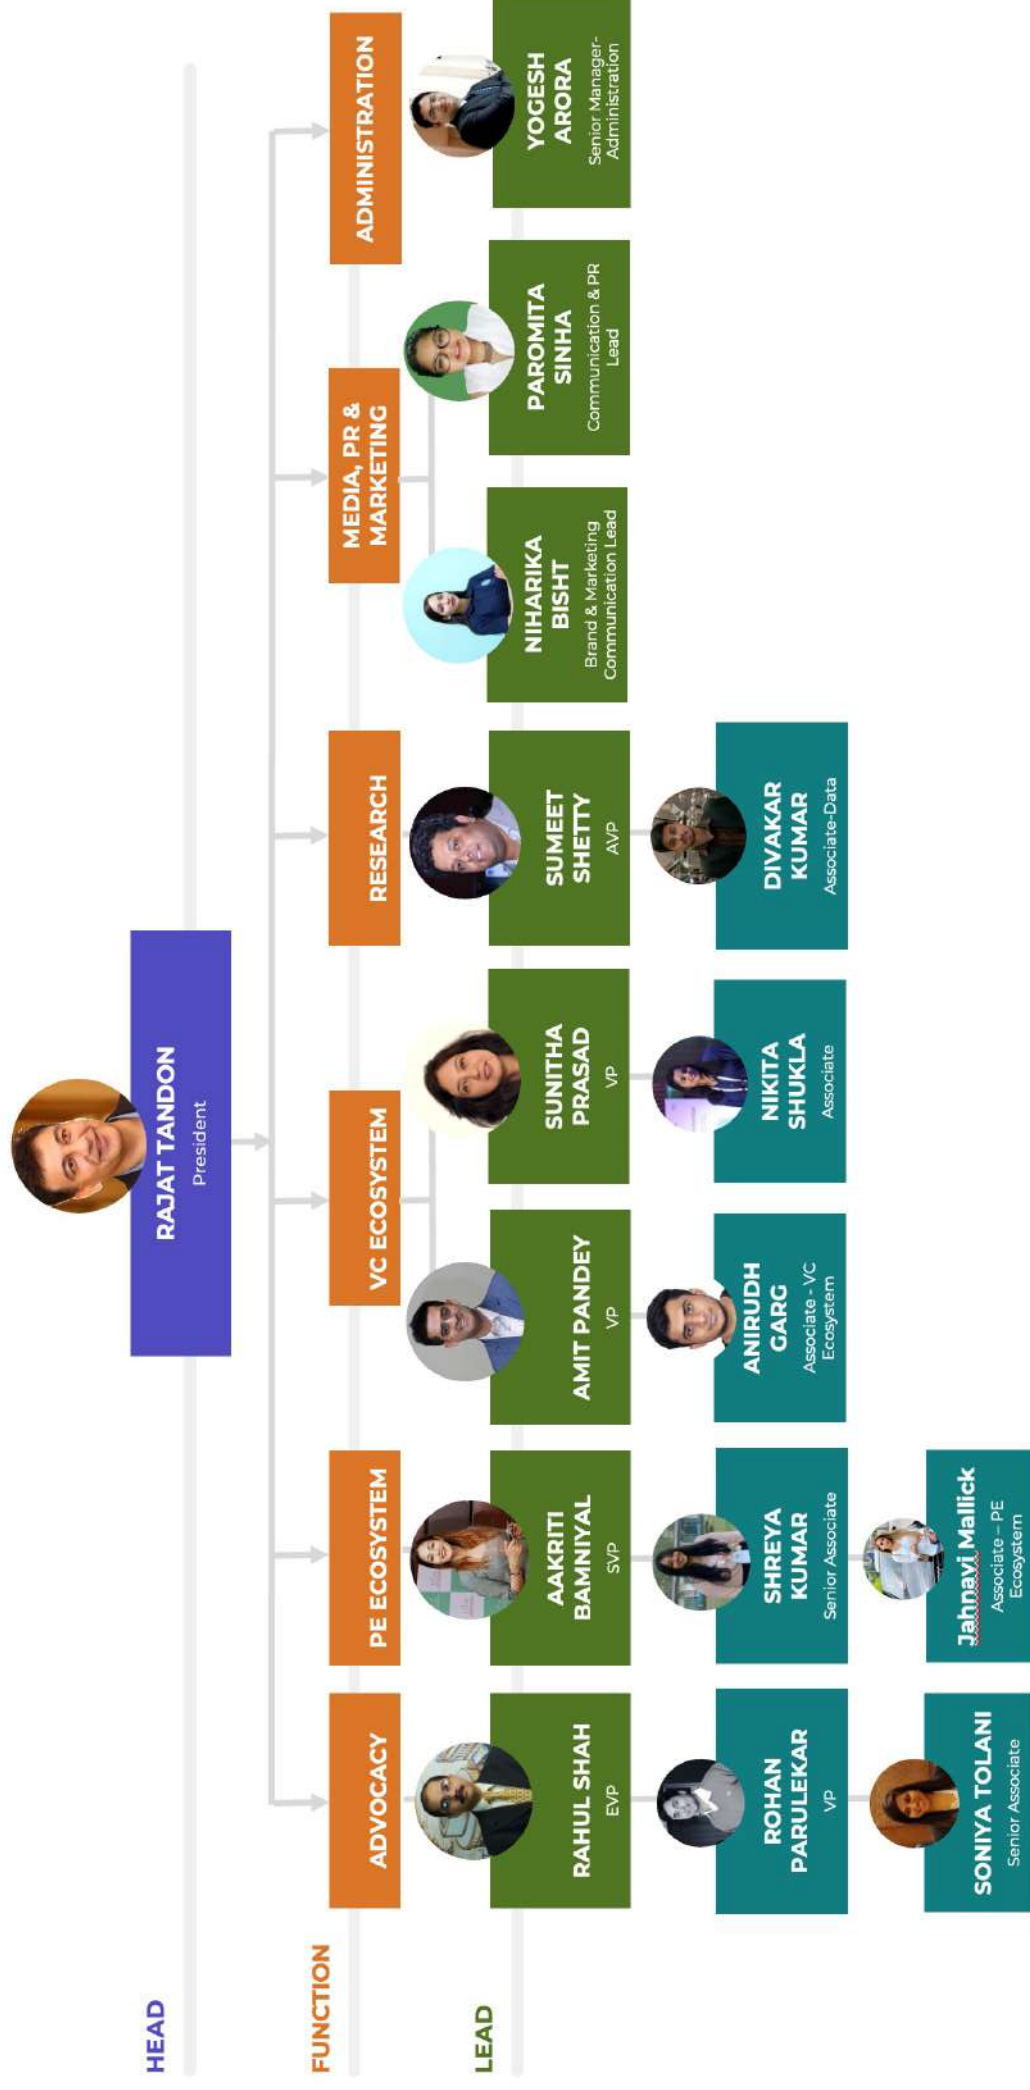 HEAD
RAJAT TANDON
President
FUNCTION
ADVOCACY
PE ECOSYSTEM
VC ECOSYSTEM
RESEARCH
MEDIA, PR &
MARKETING
ADMINISTRATION
LEAD
RAHUL SHAH
EVP
AAKRITI
BAMNIYAL
SVP
AMIT PANDEY
VP
SUNITHA
PRASAD
VP
SUMEET
SHETTY
AVP
NIHARIKA
BISHT
Brand & Marketing
Communication Lead
PAROMITA
SINHA
Communication & PR
Lead
YOGESH
ARORA
Senior Manager-
Administration
ROHAN
PARULEKAR
VP
SHREYA
KUMAR
Senior Associate
ANIRUDH
GARG
Associate - VC
Ecosystem
NIKITA
SHUKLA
Associate
DIVAKAR
KUMAR
Associate-Data
SONIYA TOLANI
Senior Associate
Jahnavi Mallick
Associate – PE
Ecosystem